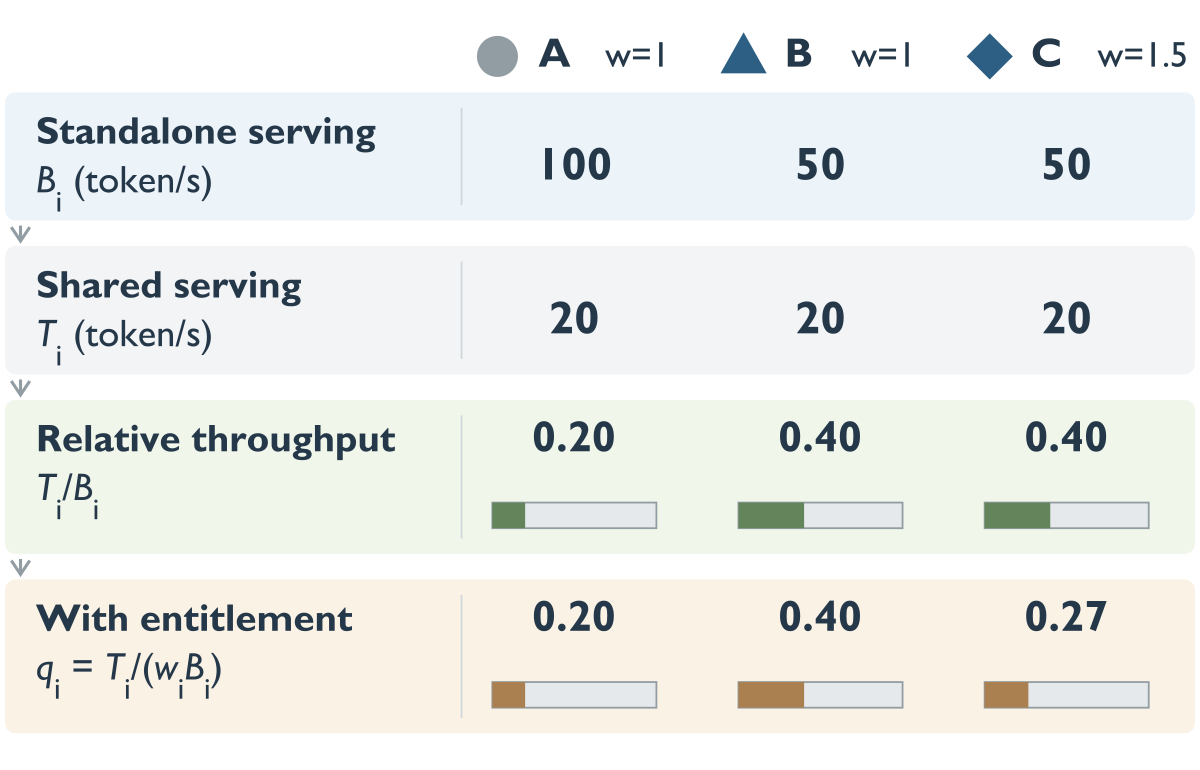 A w=1 B w=1 C w=1.5
Standalone serving
Bi (token/s)
100 50 50
Shared serving
Ti (token/s)
20 20 20
Relative throughput
Ti/Bi
0.20 0.40 0.40
With entitlement
qi = Ti/(wiBi)
0.20 0.40 0.27